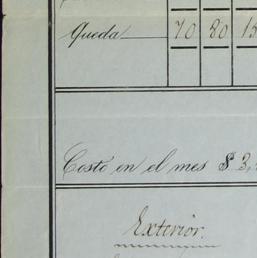 Queda 70 80 15
Costó en el mes $ 3,
Exterior.